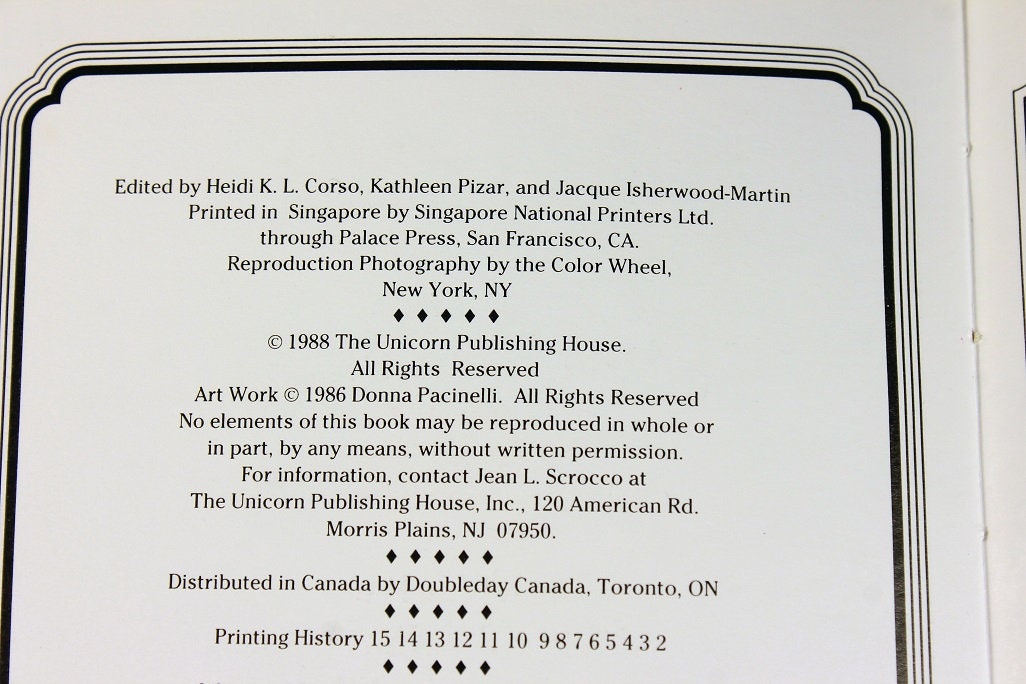 Edited by Heidi K. L. Corso, Kathleen Pizar, and Jacque Isherwood-Martin
Printed in Singapore by Singapore National Printers Ltd.
through Palace Press, San Francisco, CA.
Reproduction Photography by the Color Wheel,
New York, NY
♦ ♦ ♦ ♦ ♦
© 1988 The Unicorn Publishing House.
All Rights Reserved
Art Work © 1986 Donna Pacinelli. All Rights Reserved
No elements of this book may be reproduced in whole or
in part, by any means, without written permission.
For information, contact Jean L. Scrocco at
The Unicorn Publishing House, Inc., 120 American Rd.
Morris Plains, NJ 07950.
♦ ♦ ♦ ♦ ♦
Distributed in Canada by Doubleday Canada, Toronto, ON
♦ ♦ ♦ ♦ ♦
Printing History 15 14 13 12 11 10 9 8 7 6 5 4 3 2
♦ ♦ ♦ ♦ ♦